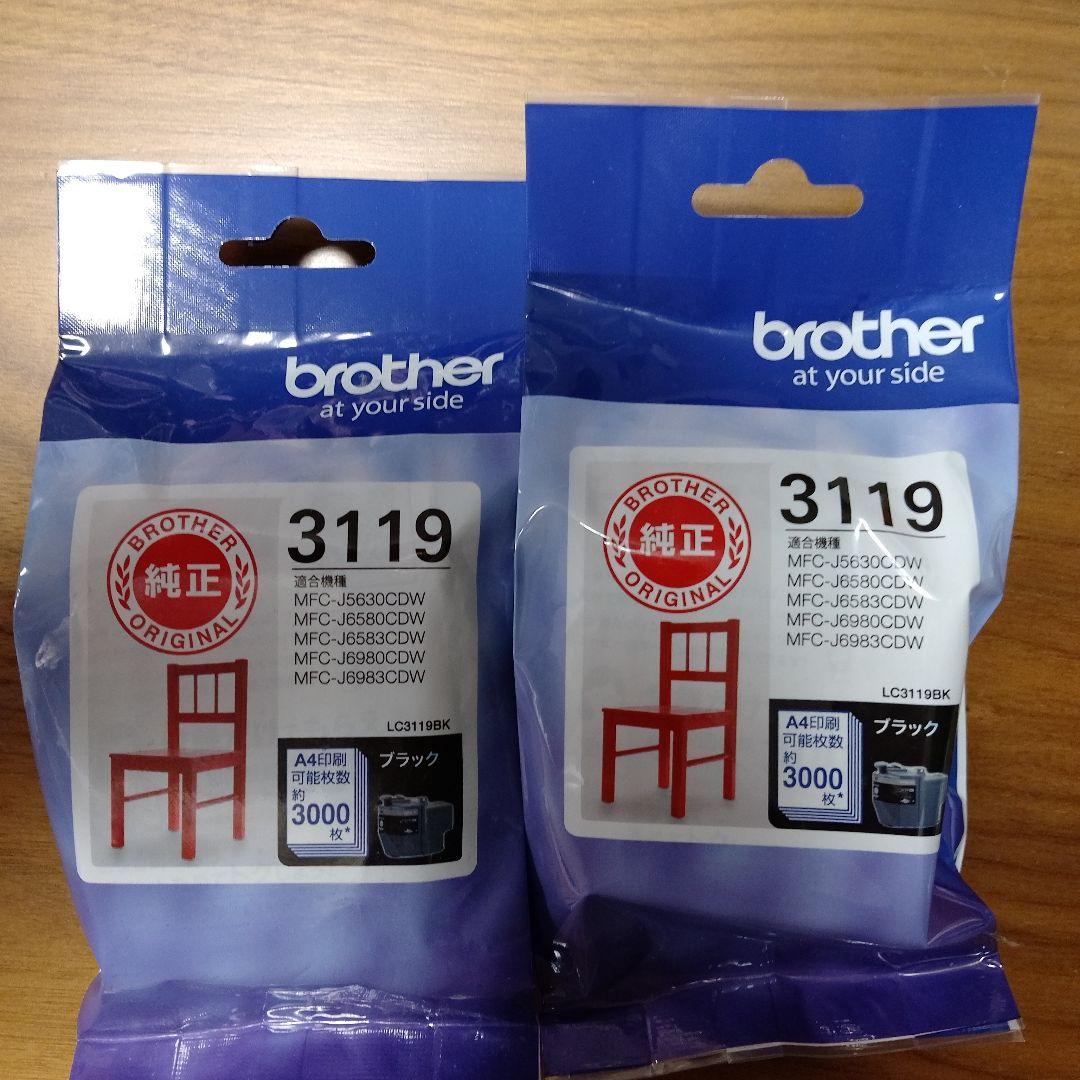 brother
at your side
BROTHER
純正
ORIGINAL
3119
適合機種
MFC-J5630CDW
MFC-J6580CDW
MFC-J6583CDW
MFC-J6980CDW
MFC-J6983CDW
LC3119BK
A4印刷
可能枚数
約
3000
枚*
ブラック
brother
at your side
BROTHER
純正
ORIGINAL
3119
適合機種
MFC-J5630CDW
MFC-J6580CDW
MFC-J6583CDW
MFC-J6980CDW
MFC-J6983CDW
LC3119BK
A4印刷
可能枚数
約
3000
枚*
ブラック